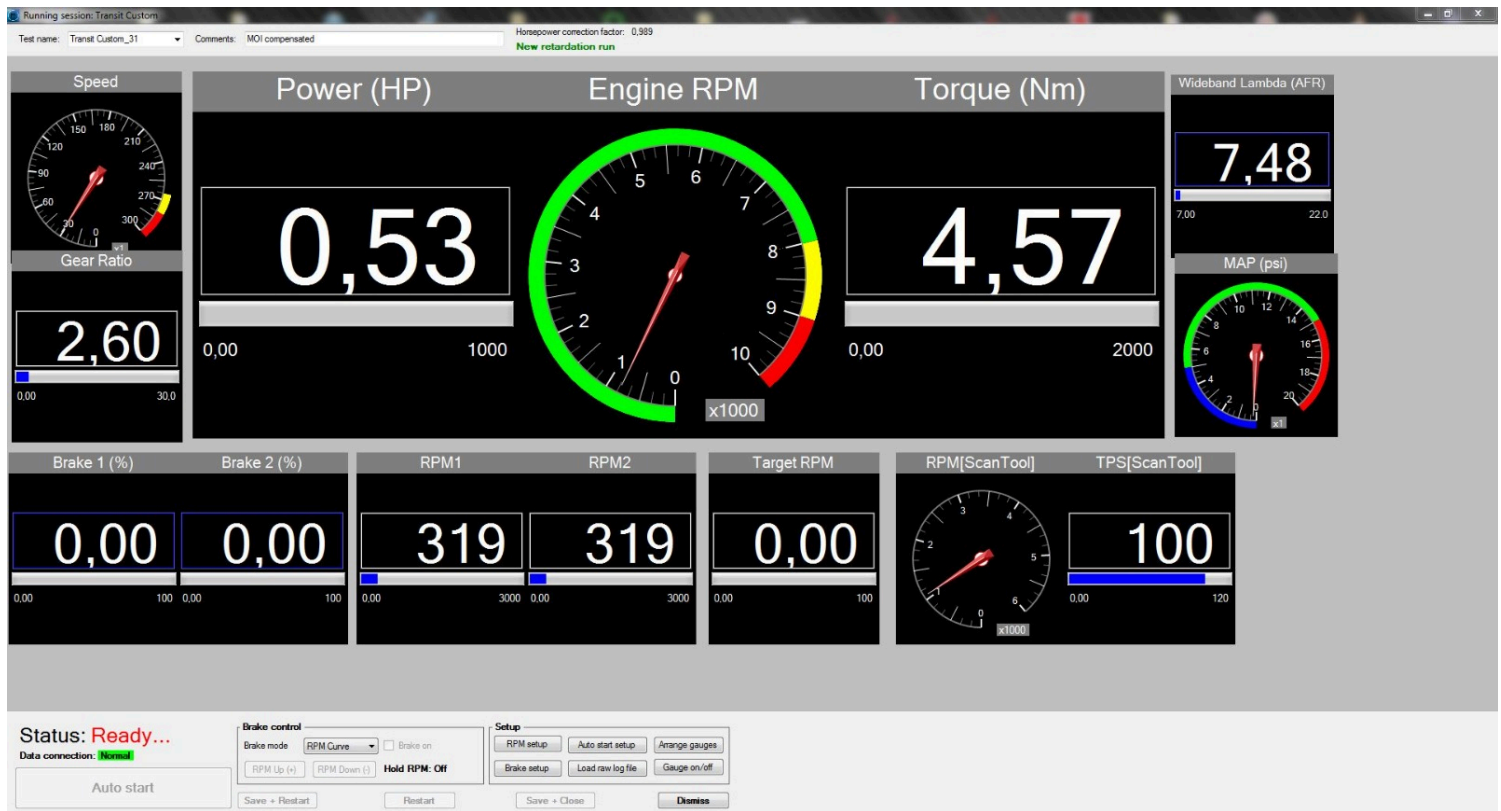 Running session: Transit Custom
Test name: Transit Custom_31 Comments: MOI compensated Horsepower correction factor: 0,989
New retardation run
Speed
0 30 60 90 120 150 180 210 240 270 300
x1
Gear Ratio
2,60
0,00 30,0
Power (HP) Engine RPM Torque (Nm)
0,53
0,00 1000
0 1 2 3 4 5 6 7 8 9 10
x1000
4,57
0,00 2000
Wideband Lambda (AFR)
7,48
7,00 22.0
MAP (psi)
0 2 4 6 8 10 12 14 16 18 20
x1
Brake 1 (%) Brake 2 (%)
0,00 0,00
0,00 100 0,00 100
RPM1 RPM2
319 319
0,00 3000 0,00 3000
Target RPM
0,00
0,00 100
RPM[ScanTool] TPS[ScanTool]
0 1 2 3 4 5 6
x1000
100
0,00 120
Status: Ready...
Data connection: Normal
Auto start
Brake control
Brake mode RPM Curve Brake on
RPM Up (+) RPM Down (-) Hold RPM: Off
Save + Restart Restart
Setup
RPM setup Auto start setup Arrange gauges
Brake setup Load raw log file Gauge on/off
Save + Close Dismiss